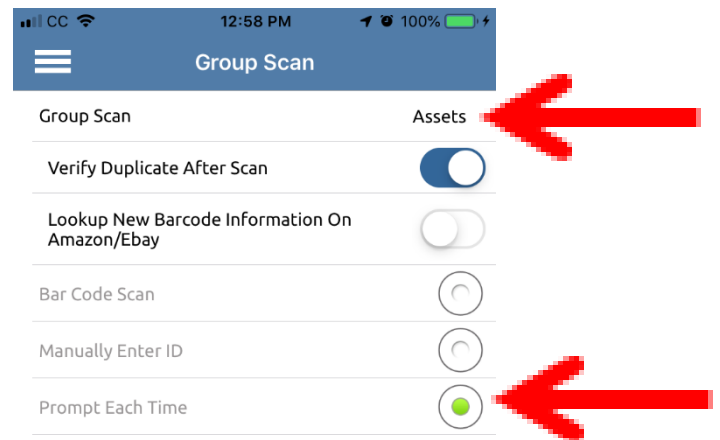 CC 12:58 PM 100%
Group Scan
Group Scan Assets
Verify Duplicate After Scan
Lookup New Barcode Information On
Amazon/Ebay
Bar Code Scan
Manually Enter ID
Prompt Each Time